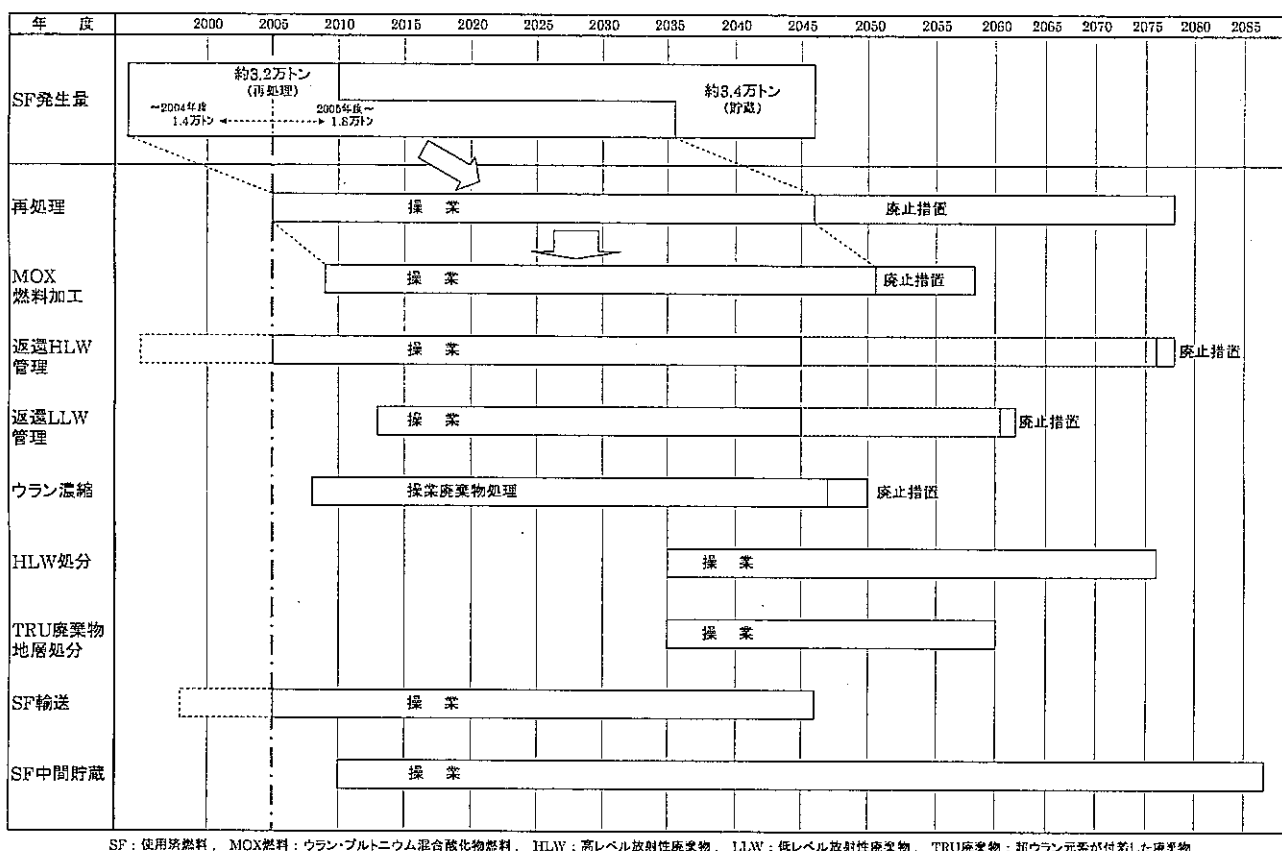 年 度 2000 2005 2010 2015 2020 2025 2030 2035 2040 2045 2050 2055 2060 2065 2070 2075 2080 2085
SF発生量
約3.2万トン
(再処理)
～2004年度
1.4万トン
2005年度～
1.8万トン
約3.4万トン
(貯蔵)
再処理
操 業
廃止措置
MOX
燃料加工
操 業
廃止措置
返還HLW
管理
操 業
廃止措置
返還LLW
管理
操 業
廃止措置
ウラン濃縮
操業廃棄物処理
廃止措置
HLW処分
操 業
TRU廃棄物
地層処分
操 業
SF輸送
操 業
SF中間貯蔵
操 業
SF：使用済燃料， MOX燃料：ウラン・プルトニウム混合酸化物燃料， HLW：高レベル放射性廃棄物， LLW：低レベル放射性廃棄物， TRU廃棄物：超ウラン元素が付着した廃棄物